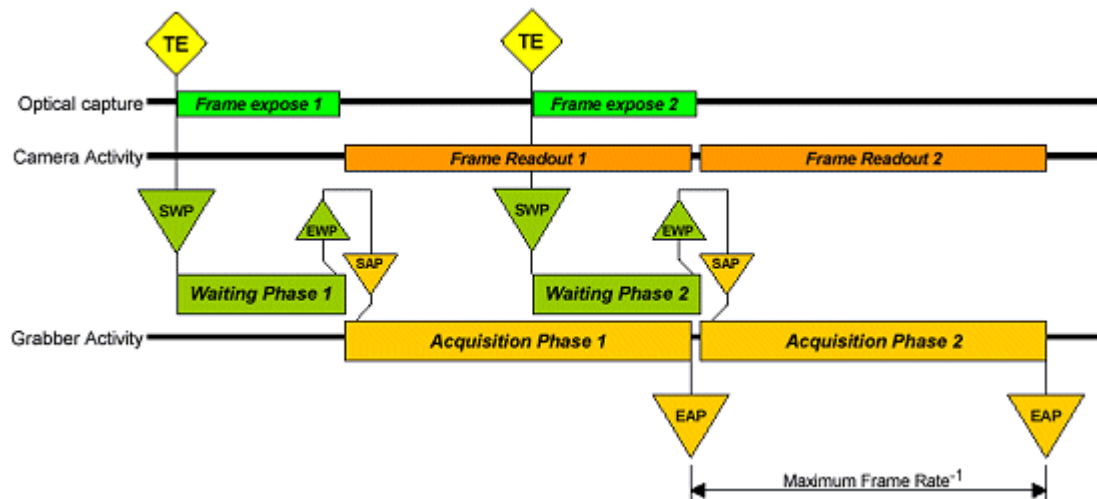 TE
TE
Optical capture
Frame expose 1
Frame expose 2
Camera Activity
Frame Readout 1
Frame Readout 2
SWP
EWP
SAP
SWP
EWP
SAP
Waiting Phase 1
Waiting Phase 2
Grabber Activity
Acquisition Phase 1
Acquisition Phase 2
EAP
EAP
Maximum Frame Rate⁻¹